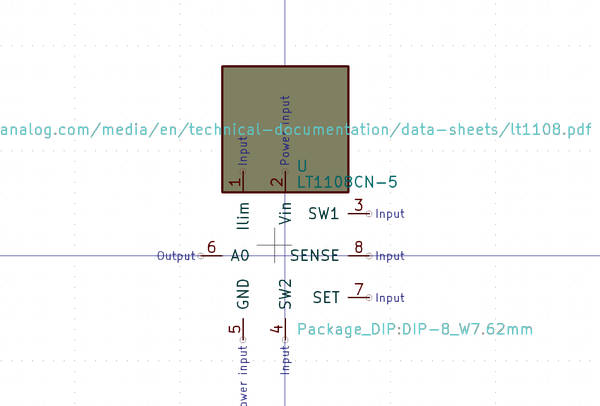 Power input
Input
analog.com/media/en/technical-documentation/data-sheets/lt1108.pdf
U
1
2
LT1108CN-5
Ilim
Vin
SW1
3
Input
Output
6
A0
SENSE
8
Input
GND
SW2
SET
7
Input
5
4
Package_DIP:DIP-8_W7.62mm
ower input
Input